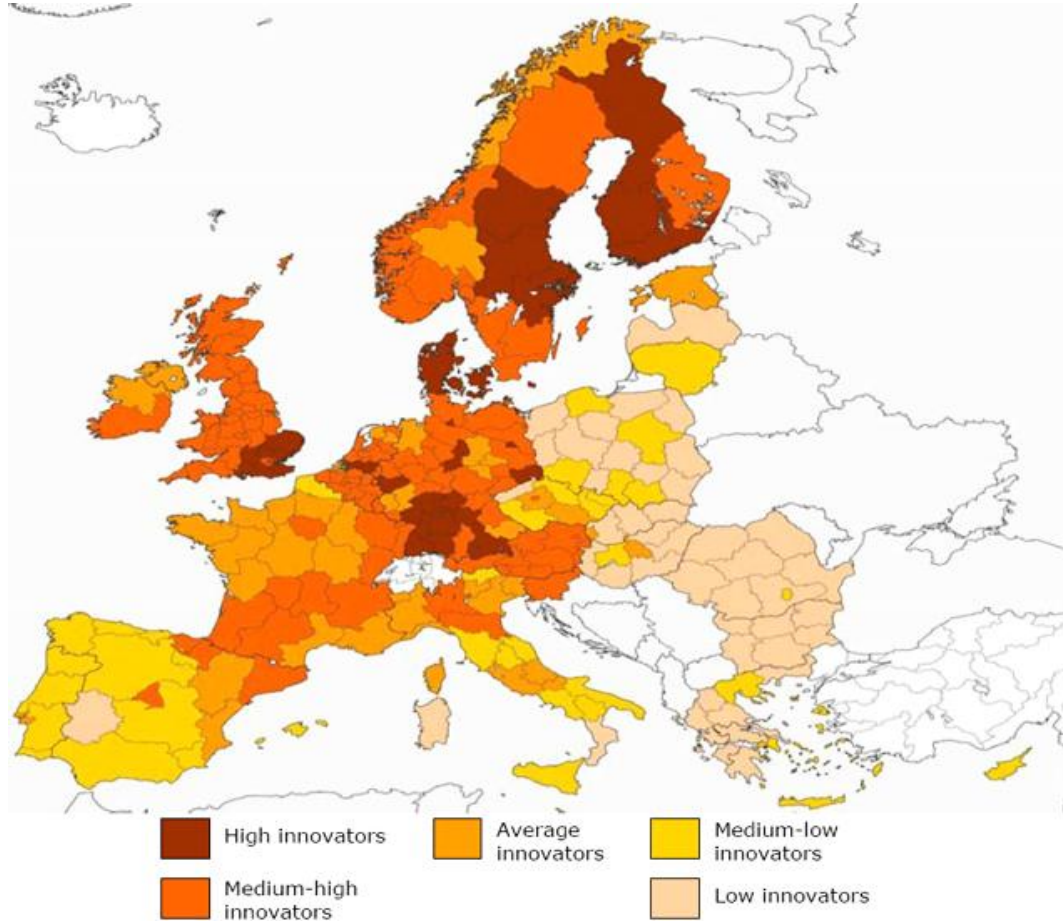 High innovators
Average
innovators
Medium-low
innovators
Medium-high
innovators
Low innovators